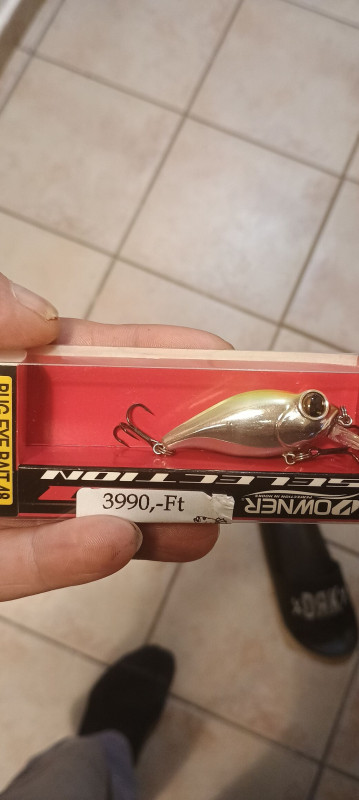 BUG EYE BAIT 48
SELECTION
3990,-Ft
OWNER